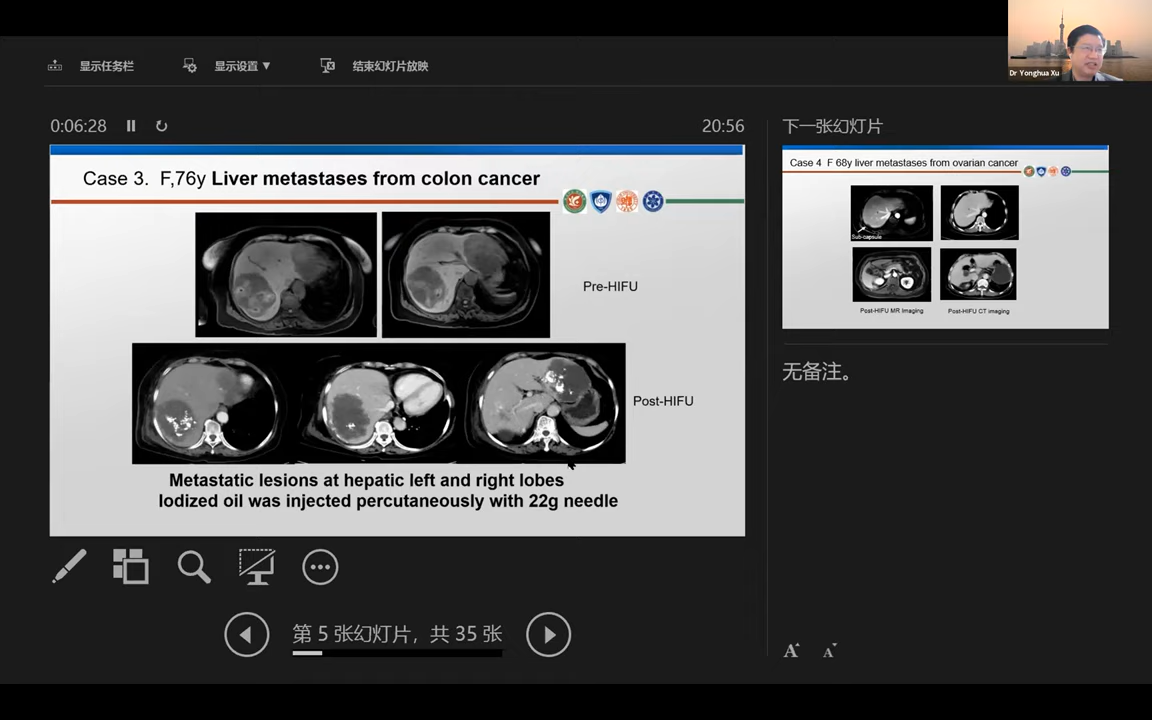 显示任务栏
显示设置 ▼
结束幻灯片放映
Dr Yonghua Xu
0:06:28
20:56
Case 3. F,76y Liver metastases from colon cancer
Pre-HIFU
Post-HIFU
Metastatic lesions at hepatic left and right lobes
Iodized oil was injected percutaneously with 22g needle
第 5 张幻灯片，共 35 张
下一张幻灯片
Case 4 F 68y liver metastases from ovarian cancer
Sub-capsule
Post-HIFU MR Imaging
Post-HIFU CT imaging
无备注。
A A